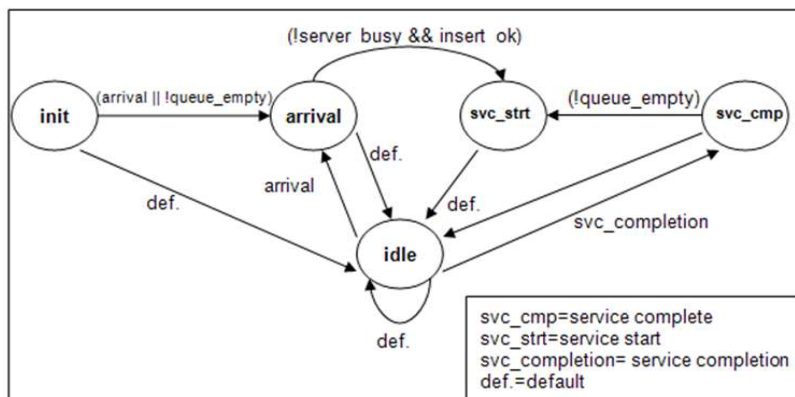 (!server busy && insert ok)
(arrival || !queue_empty)
(!queue_empty)
init
arrival
svc_strt
svc_cmp
def.
arrival
def.
def.
svc_completion
idle
def.
svc_cmp=service complete
svc_strt=service start
svc_completion= service completion
def.=default